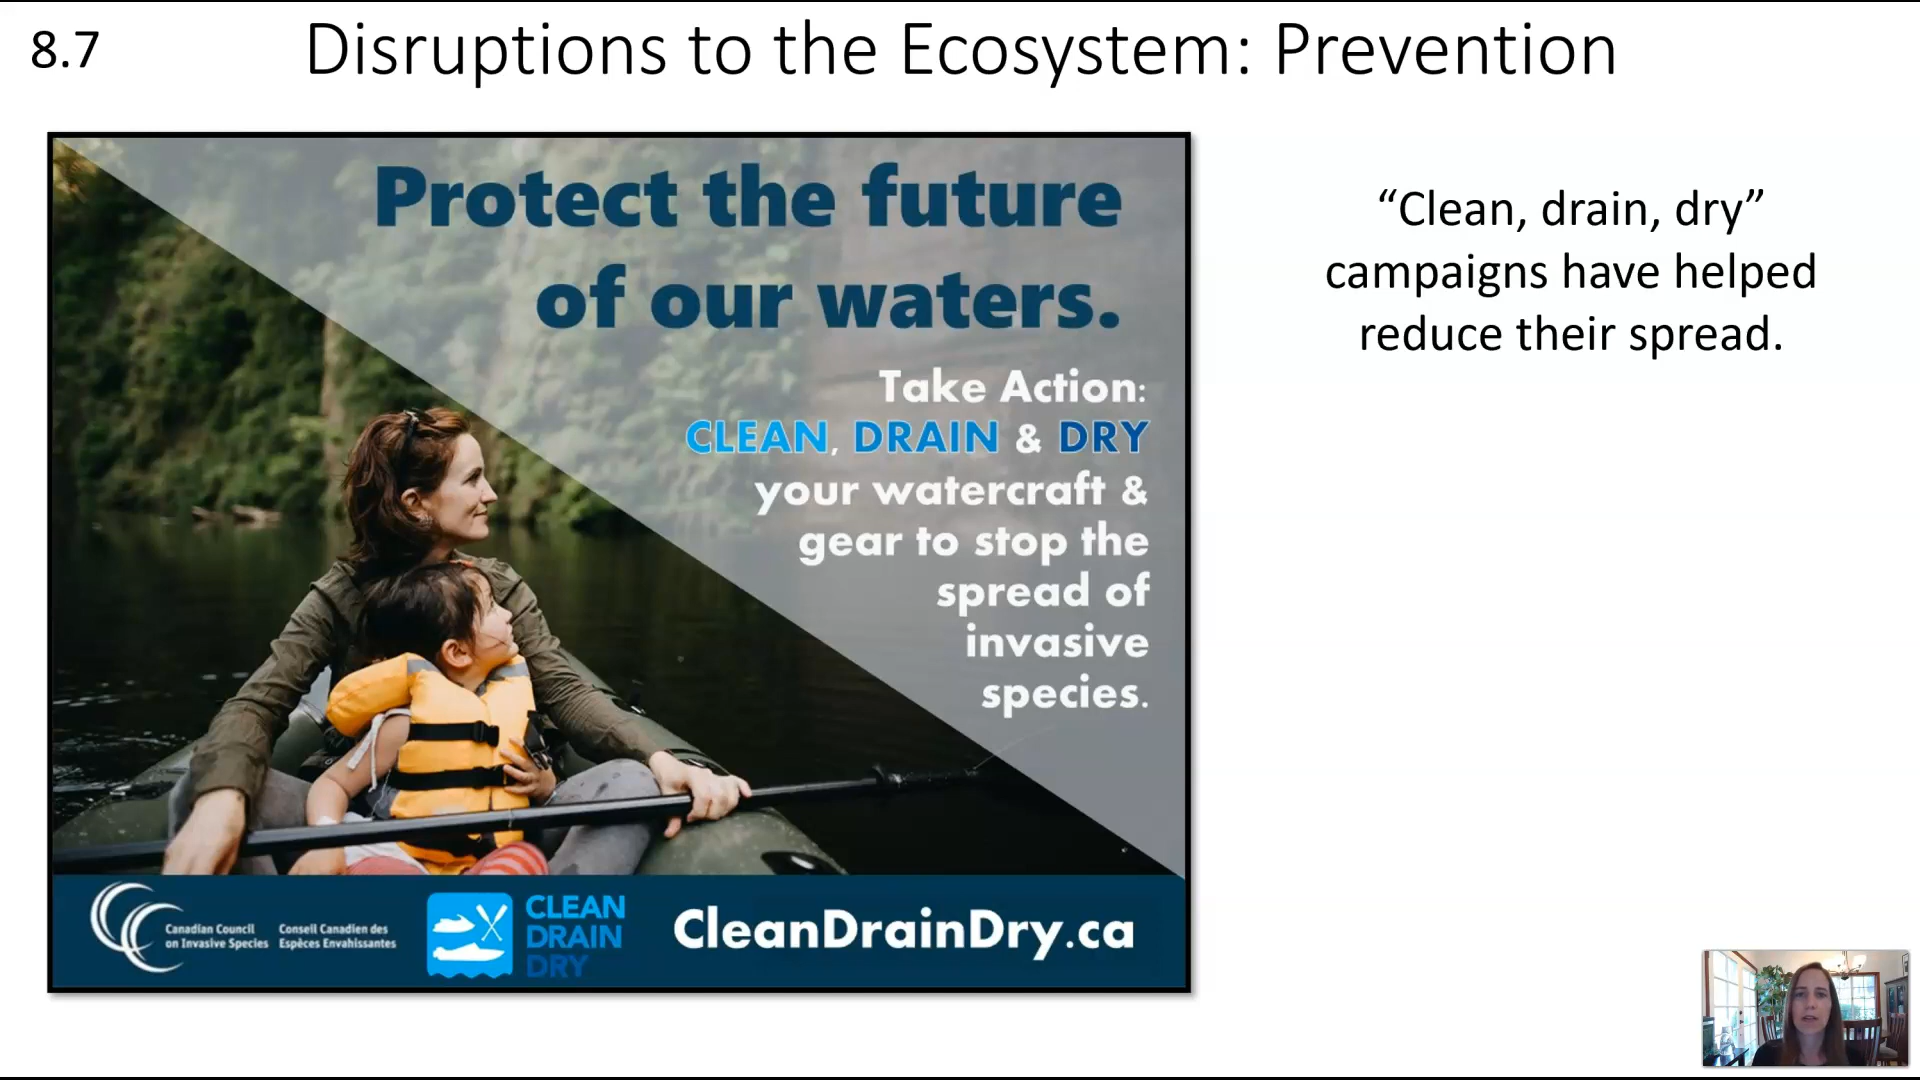 8.7
Disruptions to the Ecosystem: Prevention
Protect the future
of our waters.
Take Action:
CLEAN, DRAIN & DRY
your watercraft &
gear to stop the
spread of
invasive
species.
“Clean, drain, dry”
campaigns have helped
reduce their spread.
Canadian Council
on Invasive Species
Conseil Canadien des
Espèces Envahissantes
CLEAN
DRAIN
DRY
CleanDrainDry.ca